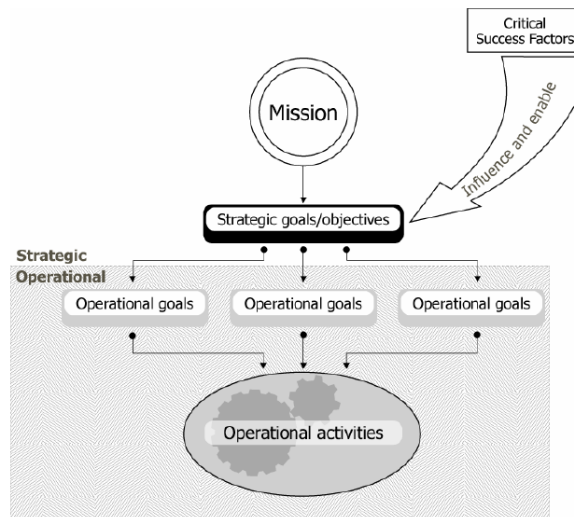 Critical
Success Factors
Influence and enable
Mission
Strategic goals/objectives
Strategic
Operational
Operational goals
Operational goals
Operational goals
Operational activities